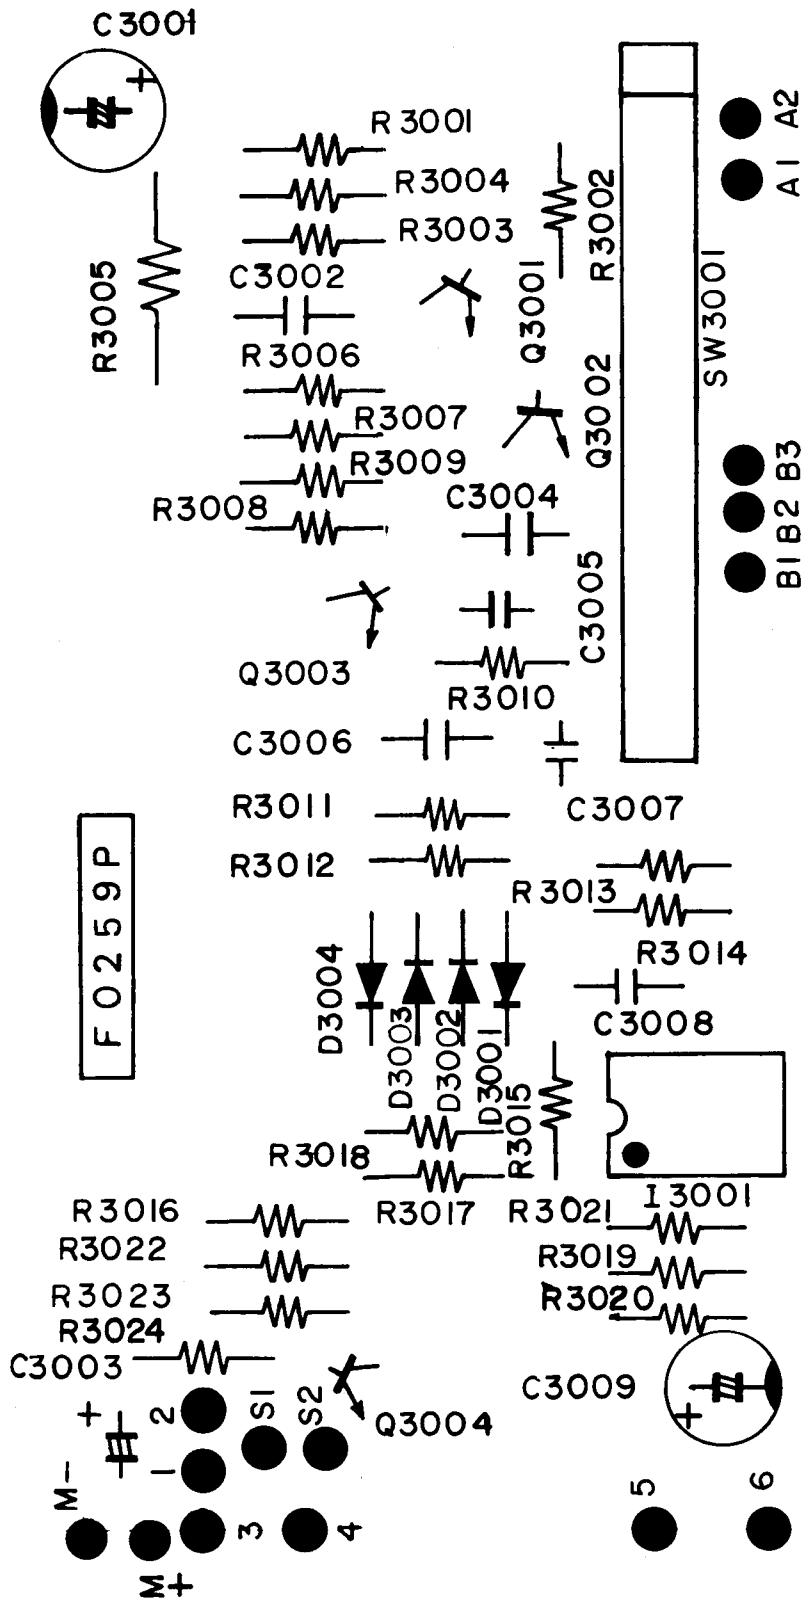 C3001
+
R3001
A2
A1
R3004
R3002
R3003
R3005
C3002
Q3001
SW3001
R3006
R3007
Q3002
R3009
B3
C3004
R3008
B2
B1
C3005
Q3003
R3010
C3006
R3011
C3007
R3012
F0259P
R3013
R3014
D3004
D3003
D3002
D3001
C3008
R3015
R3018
R3016
R3017
R3021
I3001
R3022
R3019
R3023
R3020
R3024
C3003
C3009
+
2
S1
S2
Q3004
+
M-
1
5
6
3
4
M+